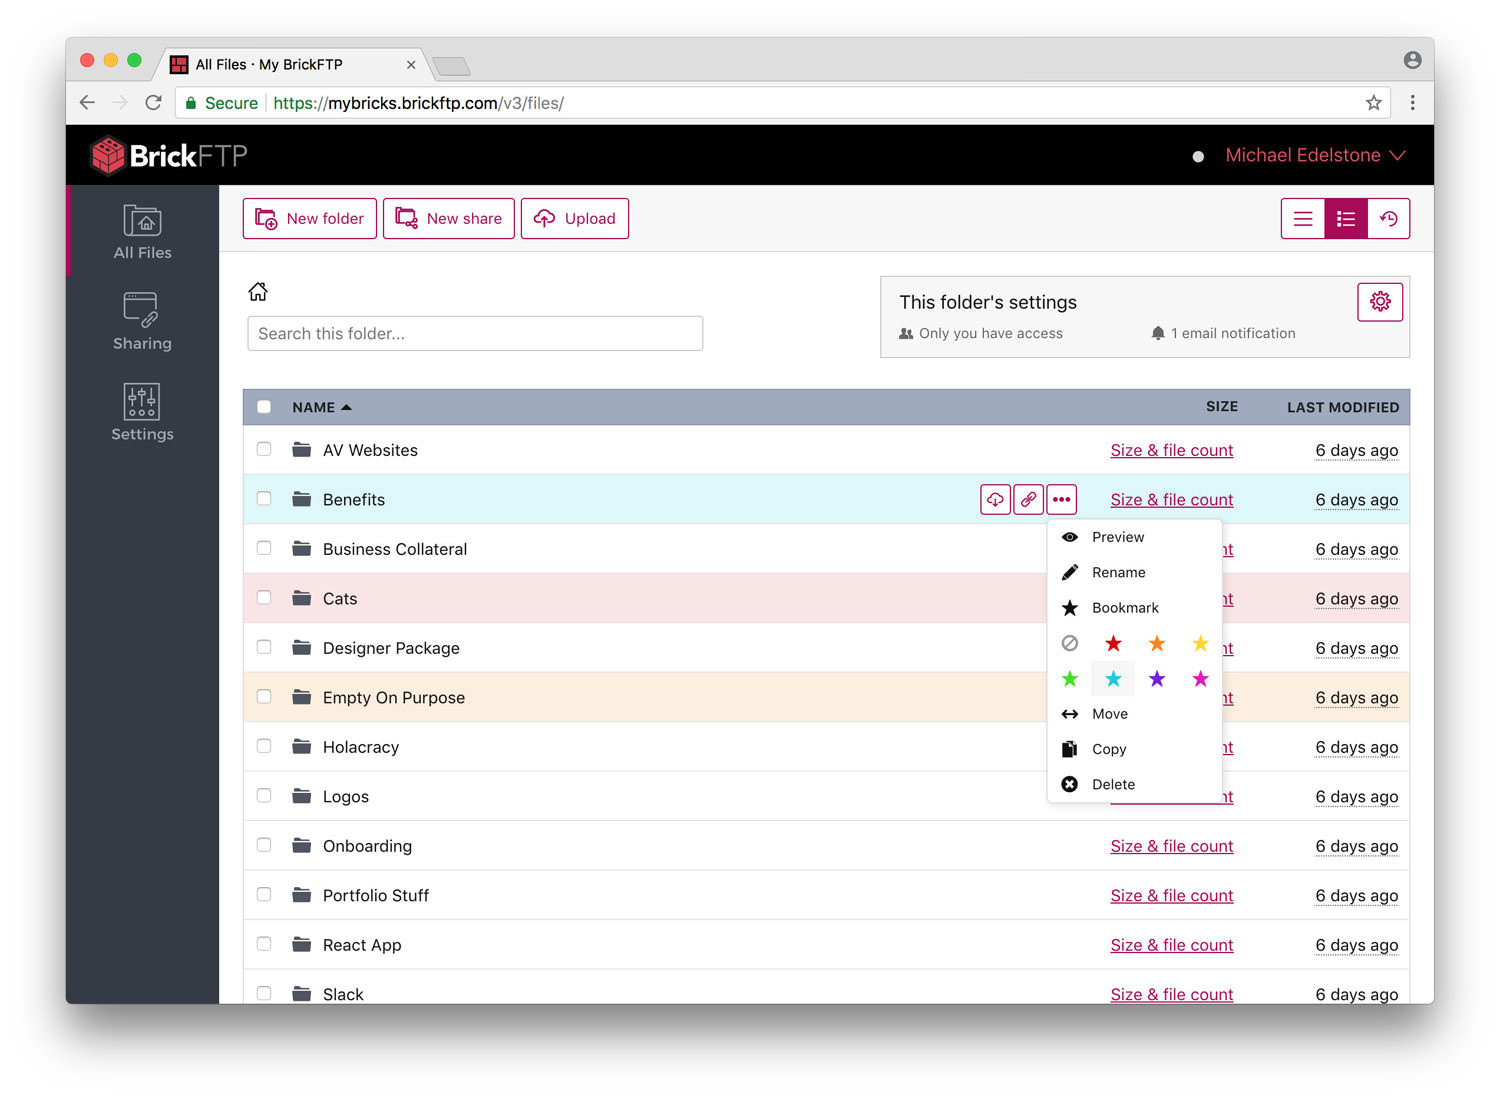 All Files · My BrickFTP
Secure https://mybricks.brickftp.com/v3/files/
BrickFTP
Michael Edelstone
All Files
Sharing
Settings
New folder
New share
Upload
Search this folder...
This folder's settings
Only you have access
1 email notification
NAME SIZE LAST MODIFIED
AV Websites Size & file count 6 days ago
Benefits Size & file count 6 days ago
Business Collateral nt 6 days ago
Cats nt 6 days ago
Designer Package nt 6 days ago
Empty On Purpose nt 6 days ago
Holacracy nt 6 days ago
Logos nt 6 days ago
Onboarding Size & file count 6 days ago
Portfolio Stuff Size & file count 6 days ago
React App Size & file count 6 days ago
Slack Size & file count 6 days ago
Preview
Rename
Bookmark
Move
Copy
Delete